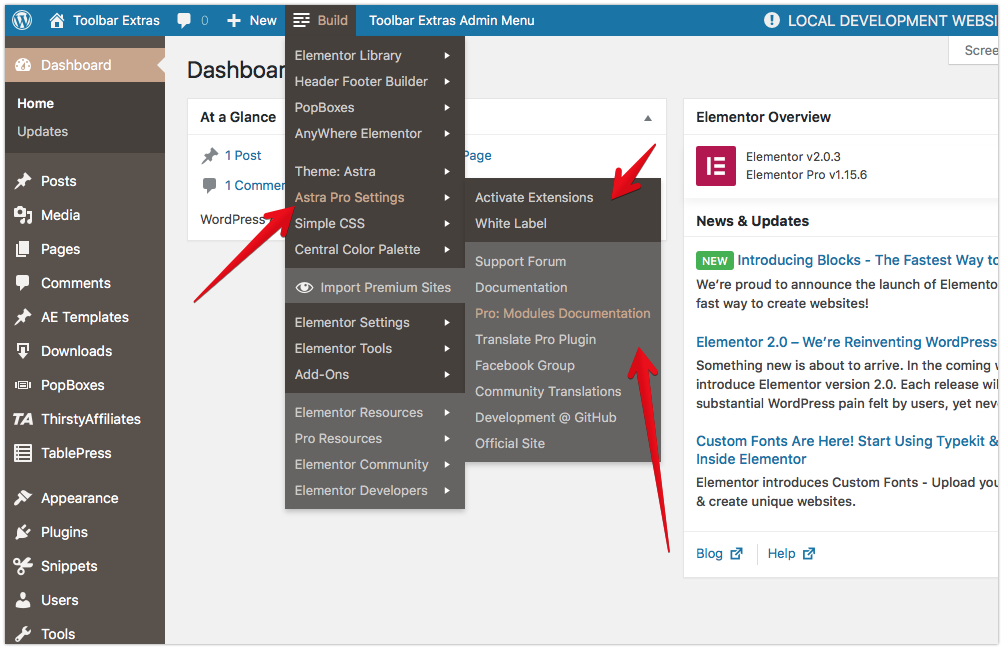 Toolbar Extras
0
New
Build
Toolbar Extras Admin Menu
LOCAL DEVELOPMENT WEBSI
Dashboard
Home
Updates
Posts
Media
Pages
Comments
AE Templates
Downloads
PopBoxes
TA ThirstyAffiliates
TablePress
Appearance
Plugins
Snippets
Users
Tools
Dashboar
Scree
At a Glance
1 Post
Page
1 Commen
WordPress
Elementor Library
Header Footer Builder
PopBoxes
AnyWhere Elementor
Theme: Astra
Astra Pro Settings
Simple CSS
Central Color Palette
Import Premium Sites
Elementor Settings
Elementor Tools
Add-Ons
Elementor Resources
Pro Resources
Elementor Community
Elementor Developers
Activate Extensions
White Label
Support Forum
Documentation
Pro: Modules Documentation
Translate Pro Plugin
Facebook Group
Community Translations
Development @ GitHub
Official Site
Elementor Overview
Elementor v2.0.3
Elementor Pro v1.15.6
News & Updates
NEW Introducing Blocks - The Fastest Way to
We're proud to announce the launch of Elemento
fast way to create websites!
Elementor 2.0 – We're Reinventing WordPress
Something new is about to arrive. In the coming w
introduce Elementor version 2.0. Each release wil
substantial WordPress pain felt by users, yet neve
Custom Fonts Are Here! Start Using Typekit &
Inside Elementor
Elementor introduces Custom Fonts - Upload you
& create unique websites.
Blog
Help